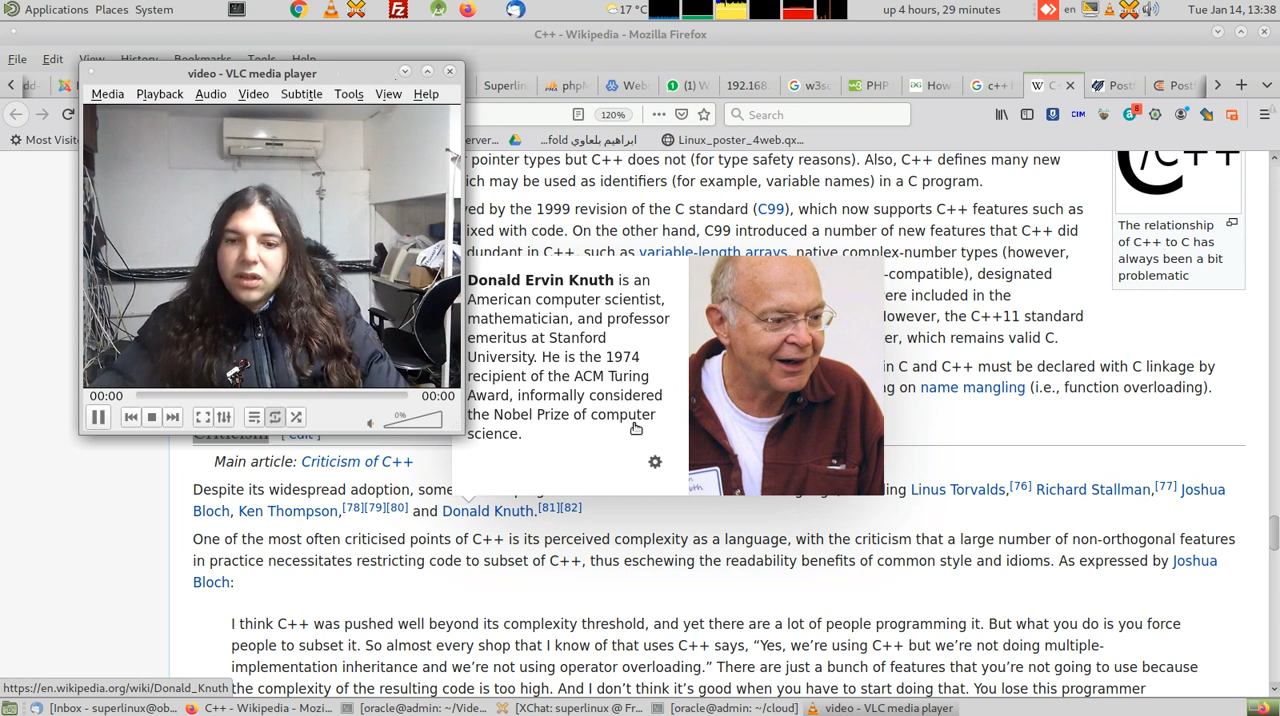 Applications Places System
17 °C
up 4 hours, 29 minutes
en
Tue Jan 14, 13:38
C++ - Wikipedia - Mozilla Firefox
File Edit View History Bookmarks Tools Help
video - VLC media player
Superlin
php
Web
(1) W
192.168.
w3sc
PHP
How
c++ l
C
Post
Post
Media Playback Audio Video Subtitle Tools View Help
120%
Search
CIM
8
Most Visite
erver...
ابراهيم بلعاوي fold...
Linux_poster_4web.qx...
pointer types but C++ does not (for type safety reasons). Also, C++ defines many new
ich may be used as identifiers (for example, variable names) in a C program.
C/C++
The relationship
of C++ to C has
always been a bit
problematic
ved by the 1999 revision of the C standard (C99), which now supports C++ features such as
ixed with code. On the other hand, C99 introduced a number of new features that C++ did
dundant in C++, such as variable-length arrays, native complex-number types (however,
-compatible), designated
ere included in the
owever, the C++11 standard
er, which remains valid C.
in C and C++ must be declared with C linkage by
ng on name mangling (i.e., function overloading).
Donald Ervin Knuth is an
American computer scientist,
mathematician, and professor
emeritus at Stanford
University. He is the 1974
recipient of the ACM Turing
Award, informally considered
the Nobel Prize of computer
science.
00:00 00:00
0%
Criticism [ edit ]
Main article: Criticism of C++
Despite its widespread adoption, some
ing Linus Torvalds,[76] Richard Stallman,[77] Joshua
Bloch, Ken Thompson,[78][79][80] and Donald Knuth.[81][82]
One of the most often criticised points of C++ is its perceived complexity as a language, with the criticism that a large number of non-orthogonal features
in practice necessitates restricting code to subset of C++, thus eschewing the readability benefits of common style and idioms. As expressed by Joshua
Bloch:
I think C++ was pushed well beyond its complexity threshold, and yet there are a lot of people programming it. But what you do is you force
people to subset it. So almost every shop that I know of that uses C++ says, “Yes, we’re using C++ but we’re not doing multiple-
implementation inheritance and we’re not using operator overloading.” There are just a bunch of features that you’re not going to use because
the complexity of the resulting code is too high. And I don’t think it’s good when you have to start doing that. You lose this programmer
https://en.wikipedia.org/wiki/Donald_Knuth
[Inbox - superlinux@ob...
C++ - Wikipedia - Mozi...
[oracle@admin: ~/Vide...
[XChat: superlinux @ Fr...
[oracle@admin: ~/cloud]
video - VLC media player